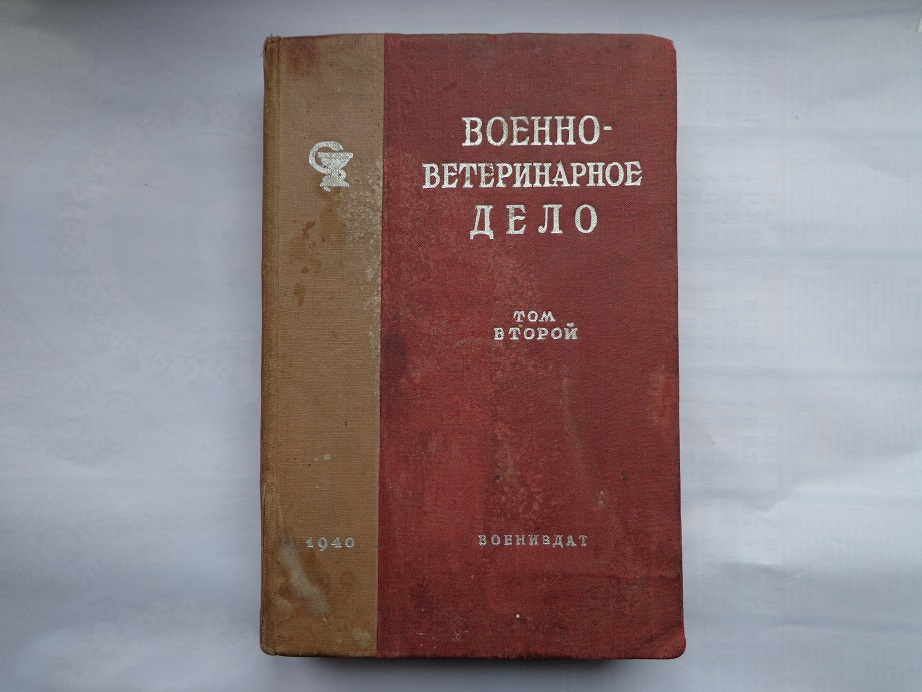 ВОЕННО-
ВЕТЕРИНАРНОЕ
ДЕЛО
ТОМ
ВТОРОЙ
1940
ВОЕНИЗДАТ